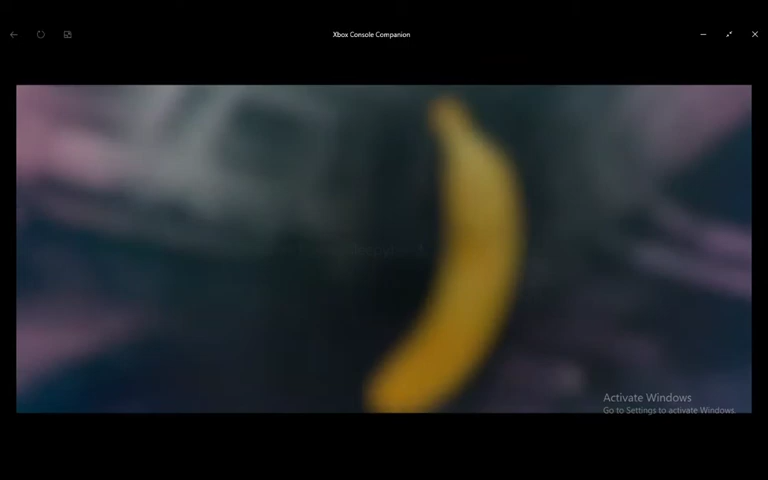 Xbox Console Companion
Activate Windows
Go to Settings to activate Windows.